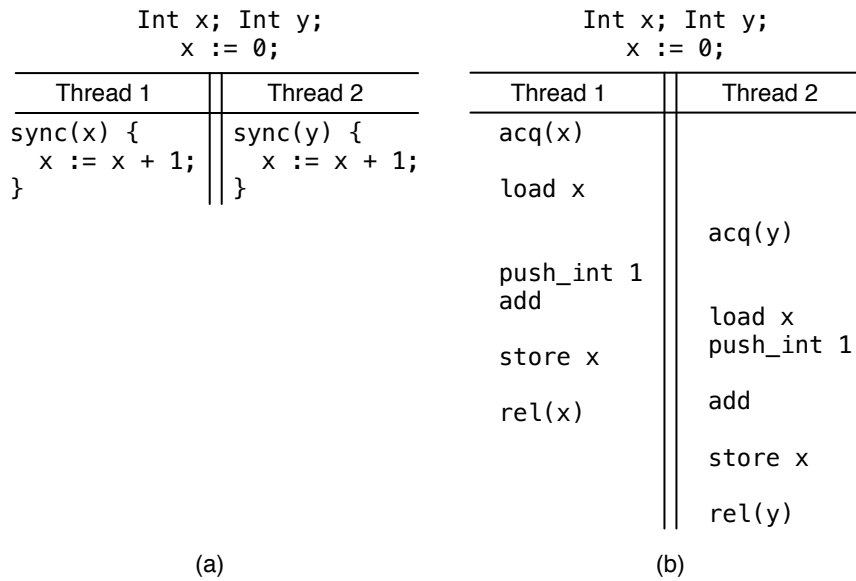 Int x; Int y;
x := 0;
Thread 1 Thread 2
sync(x) { sync(y) {
x := x + 1; x := x + 1;
} }
(a)
Int x; Int y;
x := 0;
Thread 1 Thread 2
acq(x)
load x
acq(y)
push_int 1
add
load x
push_int 1
store x
add
rel(x)
store x
rel(y)
(b)